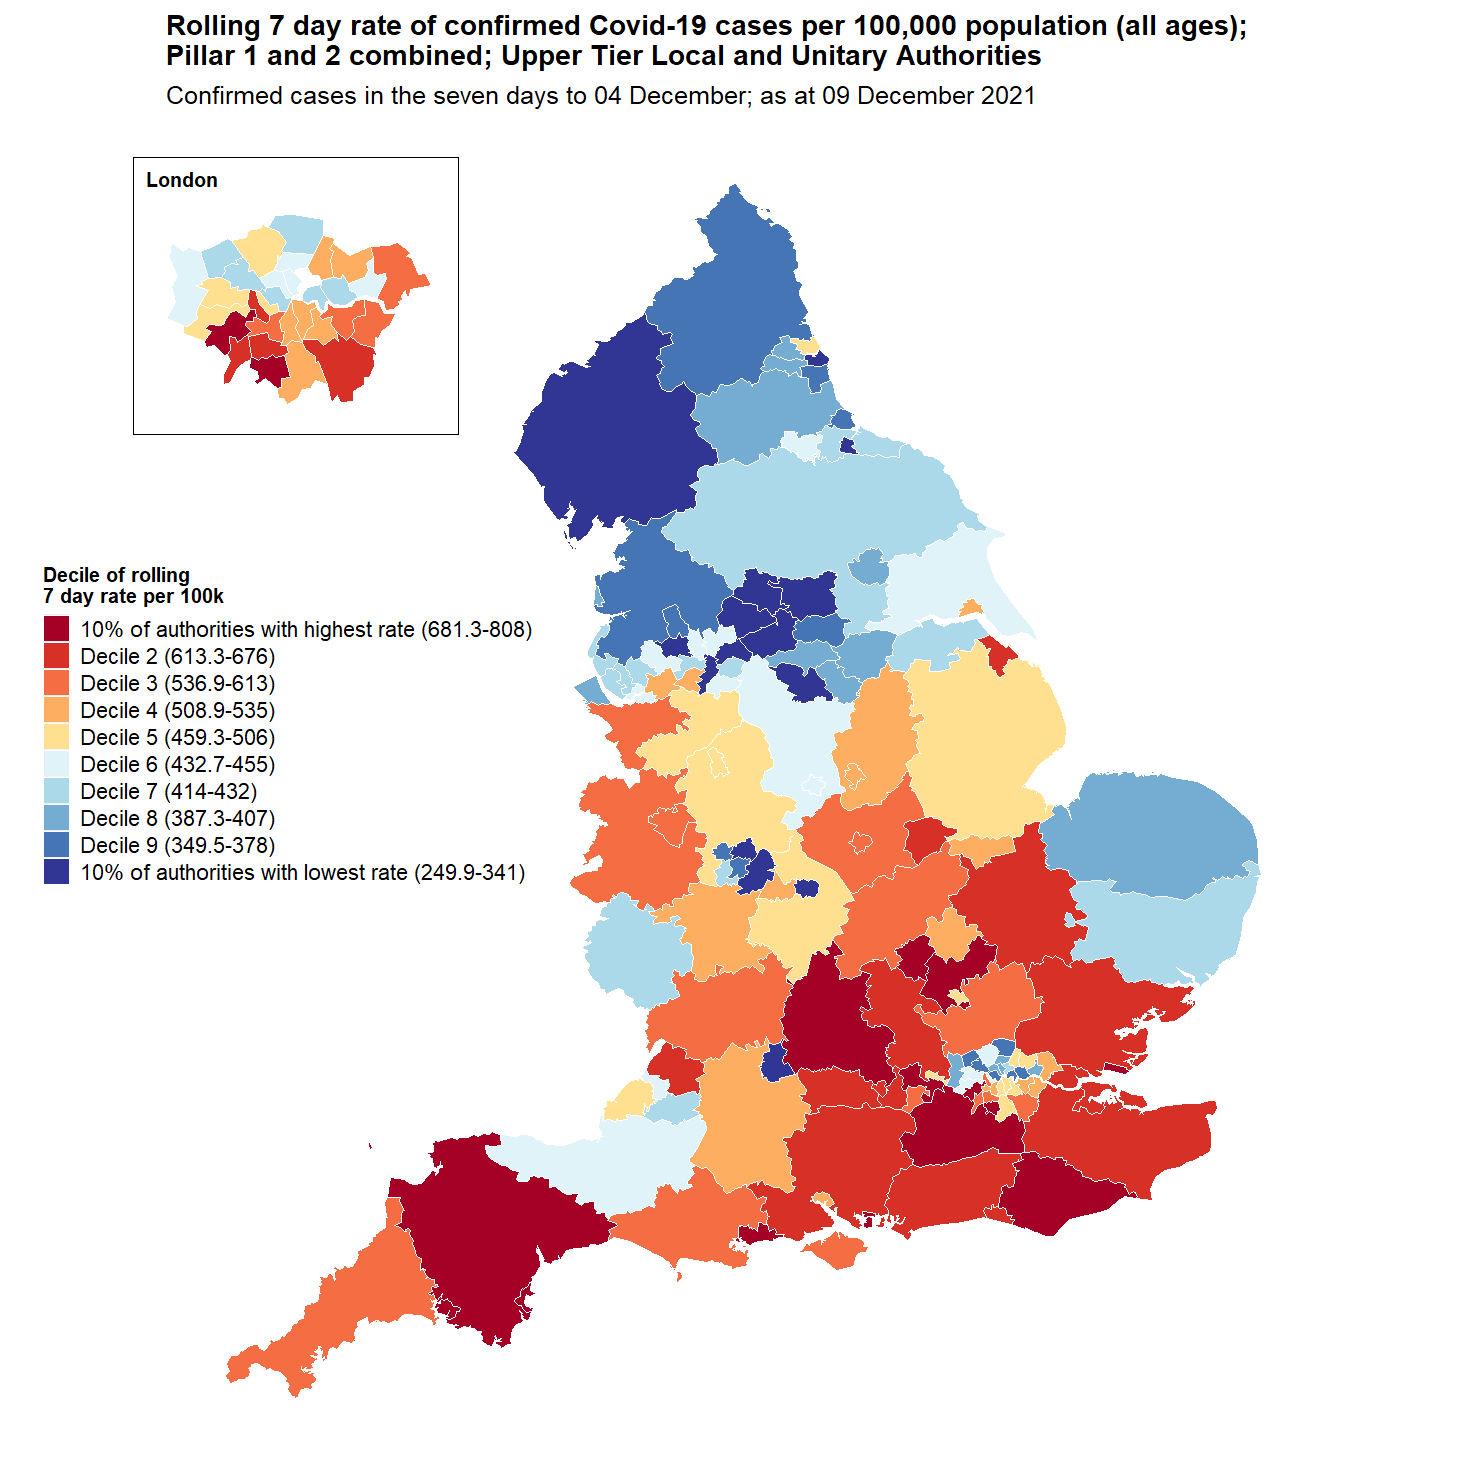 Rolling 7 day rate of confirmed Covid-19 cases per 100,000 population (all ages);
Pillar 1 and 2 combined; Upper Tier Local and Unitary Authorities
Confirmed cases in the seven days to 04 December; as at 09 December 2021
London
Decile of rolling
7 day rate per 100k
10% of authorities with highest rate (681.3-808)
Decile 2 (613.3-676)
Decile 3 (536.9-613)
Decile 4 (508.9-535)
Decile 5 (459.3-506)
Decile 6 (432.7-455)
Decile 7 (414-432)
Decile 8 (387.3-407)
Decile 9 (349.5-378)
10% of authorities with lowest rate (249.9-341)